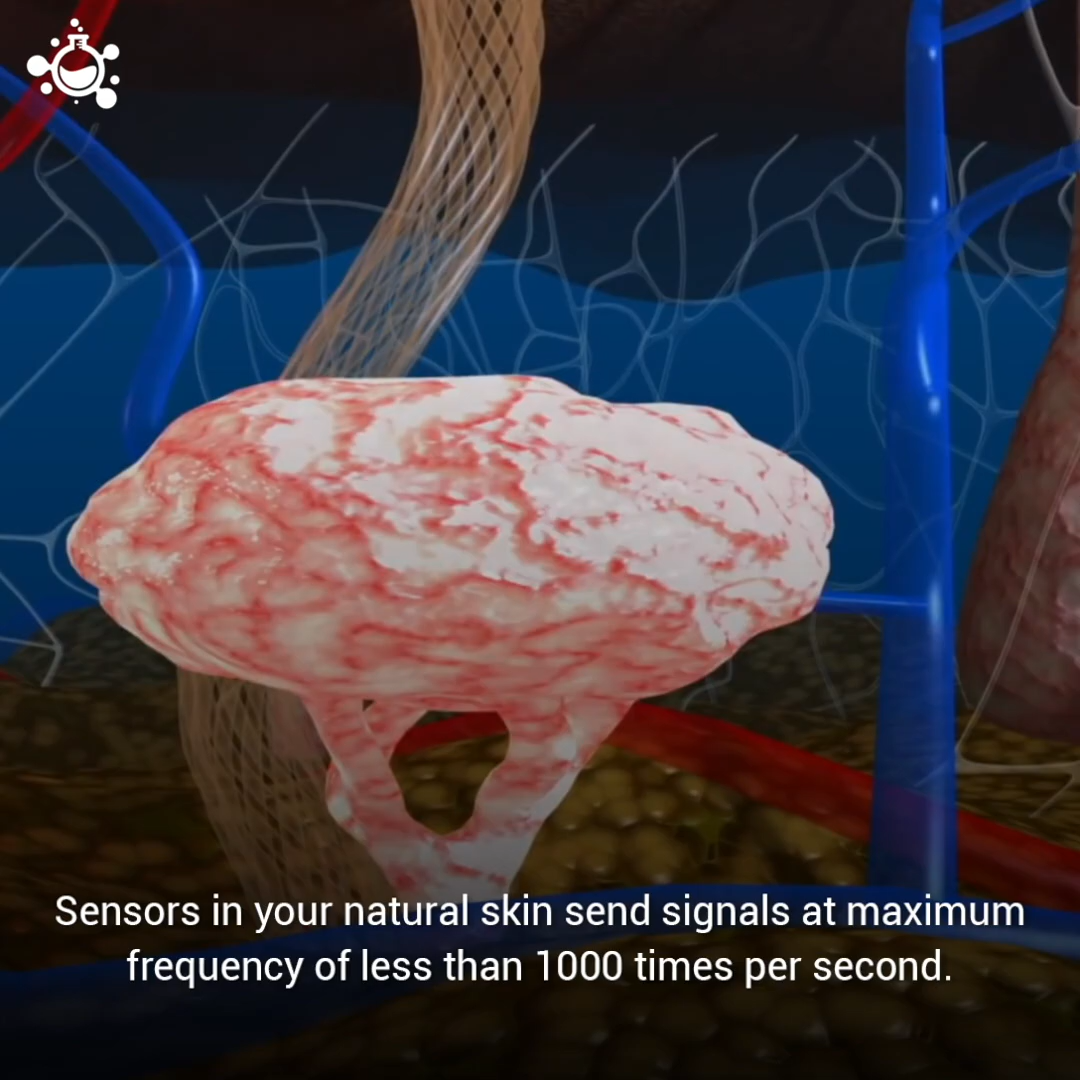 Sensors in your natural skin send signals at maximum
frequency of less than 1000 times per second.